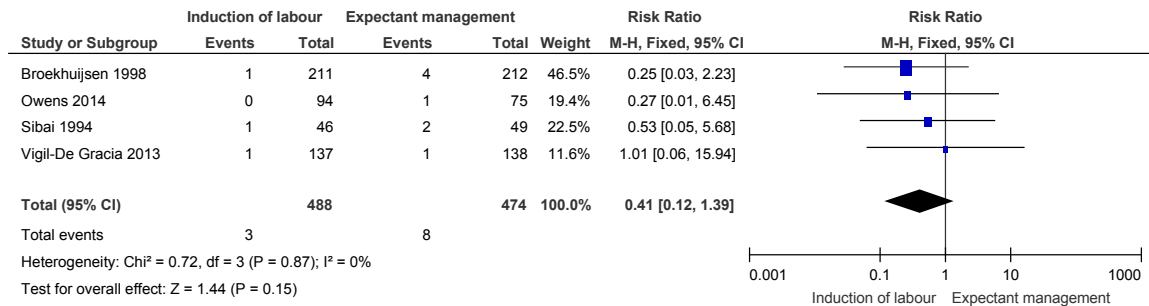 Induction of labour Expectant management Risk Ratio Risk Ratio
Study or Subgroup Events Total Events Total Weight M-H, Fixed, 95% CI M-H, Fixed, 95% CI
Broekhuijsen 1998 1 211 4 212 46.5% 0.25 [0.03, 2.23]
Owens 2014 0 94 1 75 19.4% 0.27 [0.01, 6.45]
Sibai 1994 1 46 2 49 22.5% 0.53 [0.05, 5.68]
Vigil-De Gracia 2013 1 137 1 138 11.6% 1.01 [0.06, 15.94]
Total (95% CI) 488 474 100.0% 0.41 [0.12, 1.39]
Total events 3 8
Heterogeneity: Chi² = 0.72, df = 3 (P = 0.87); I² = 0%
Test for overall effect: Z = 1.44 (P = 0.15)
0.001 0.1 1 10 1000
Induction of labour Expectant management